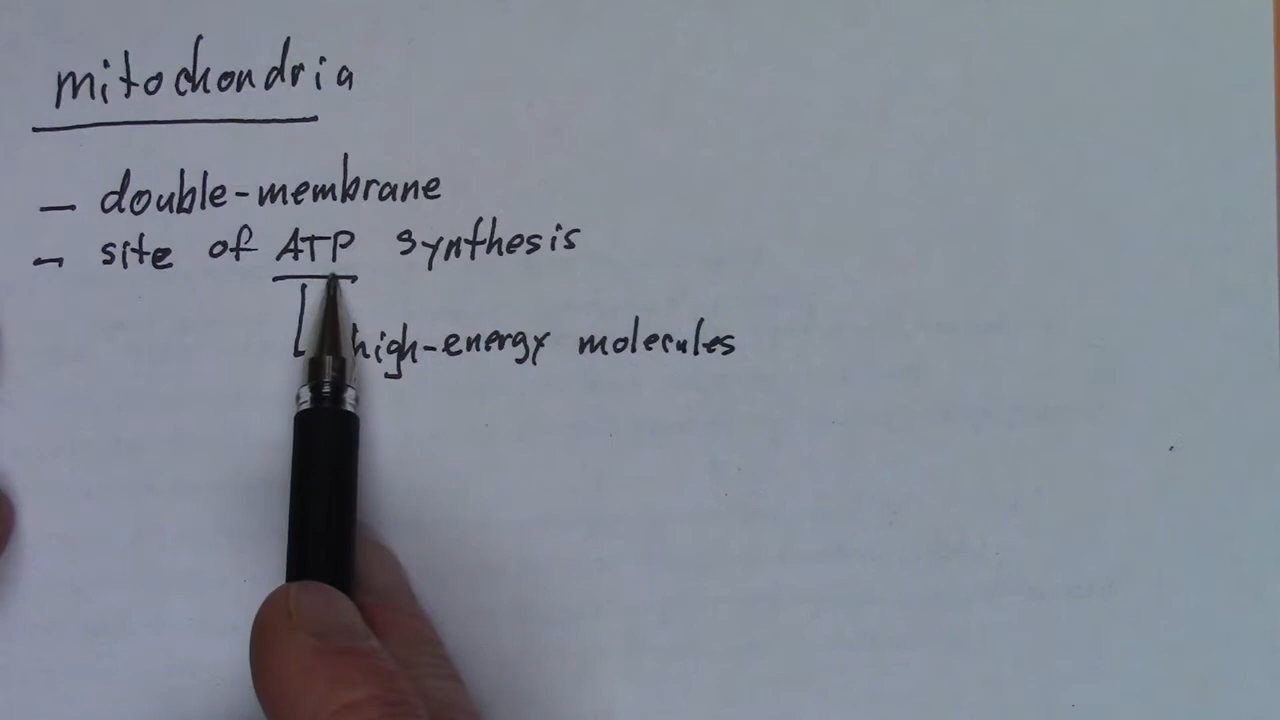 mitochondria
- double-membrane
- site of ATP synthesis
high-energy molecules